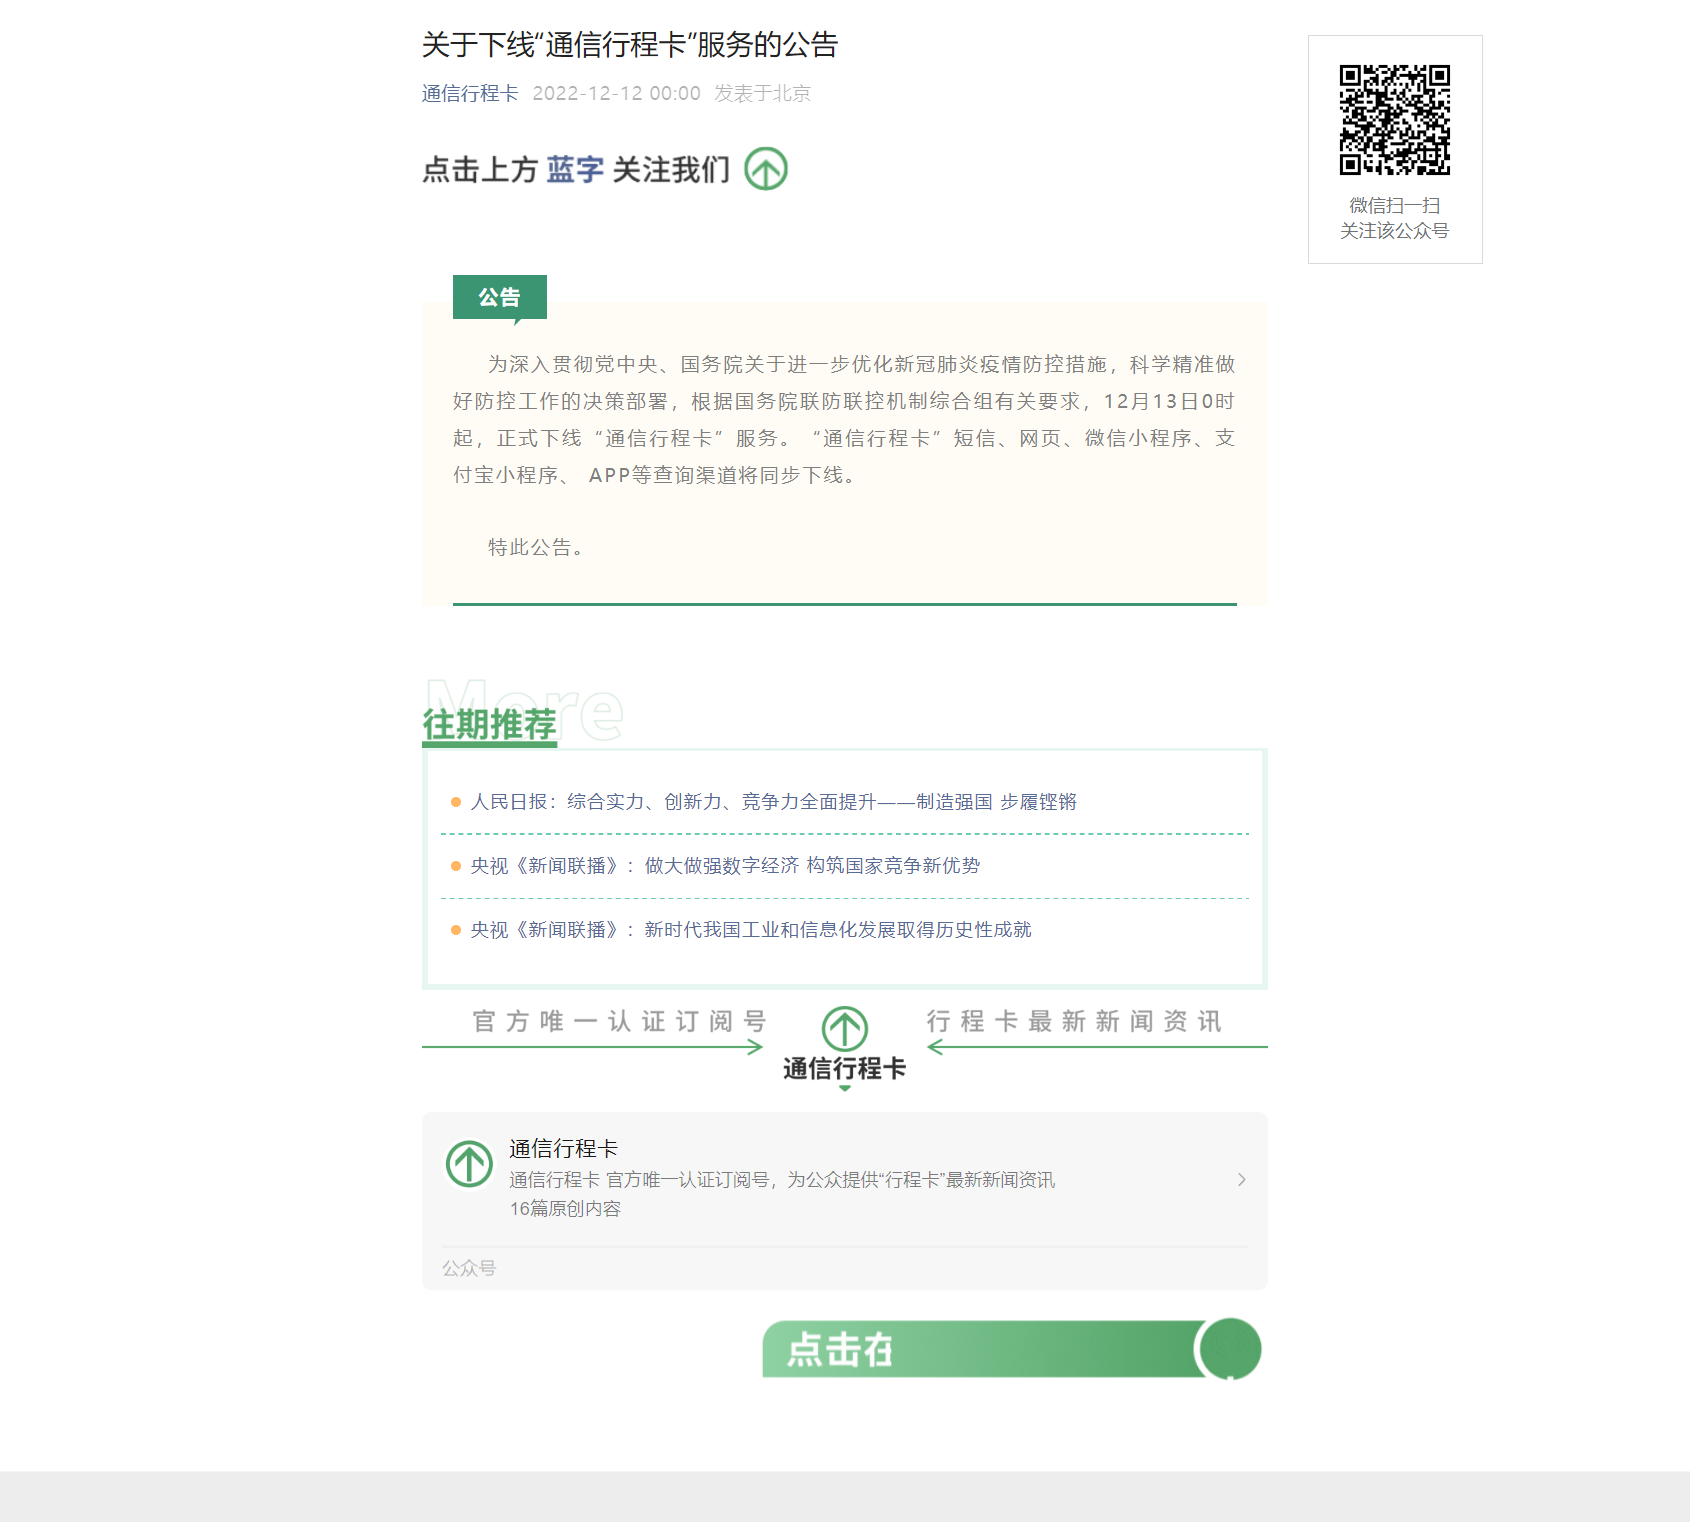 关于下线“通信行程卡”服务的公告
通信行程卡 2022-12-12 00:00 发表于北京
点击上方 蓝字 关注我们
微信扫一扫
关注该公众号
公告
为深入贯彻党中央、国务院关于进一步优化新冠肺炎疫情防控措施，科学精准做
好防控工作的决策部署，根据国务院联防联控机制综合组有关要求，12月13日0时
起，正式下线“通信行程卡”服务。“通信行程卡”短信、网页、微信小程序、支
付宝小程序、 APP等查询渠道将同步下线。
特此公告。
More
往期推荐
人民日报：综合实力、创新力、竞争力全面提升——制造强国 步履铿锵
央视《新闻联播》：做大做强数字经济 构筑国家竞争新优势
央视《新闻联播》：新时代我国工业和信息化发展取得历史性成就
官方唯一认证订阅号
行程卡最新新闻资讯
通信行程卡
通信行程卡
通信行程卡 官方唯一认证订阅号，为公众提供“行程卡”最新新闻资讯
16篇原创内容
公众号
点击在